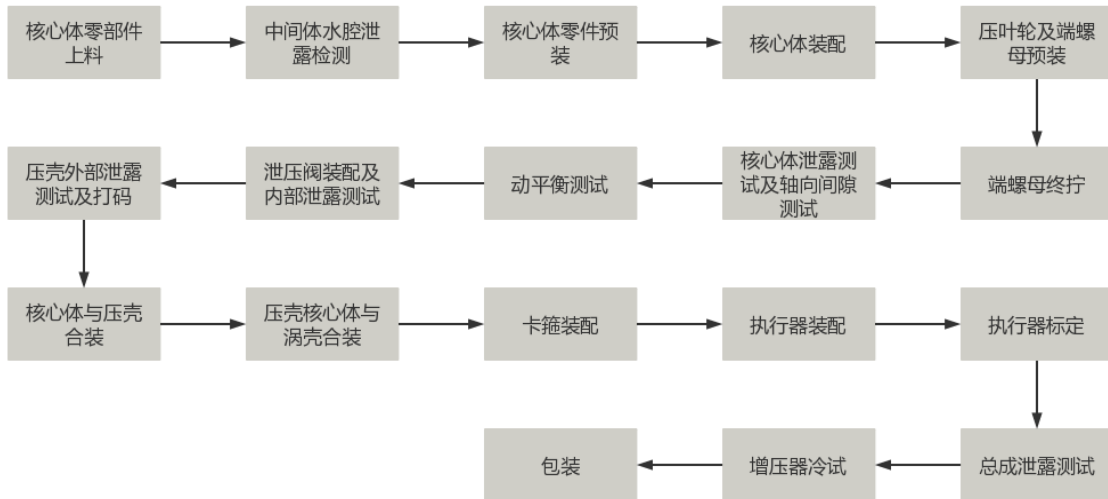 核心体零部件
上料
中间体水腔泄
露检测
核心体零件预
装
核心体装配
压叶轮及端螺
母预装
端螺母终拧
核心体泄露测
试及轴向间隙
测试
动平衡测试
泄压阀装配及
内部泄露测试
压壳外部泄露
测试及打码
核心体与压壳
合装
压壳核心体与
涡壳合装
卡箍装配
执行器装配
执行器标定
总成泄露测试
增压器冷试
包装